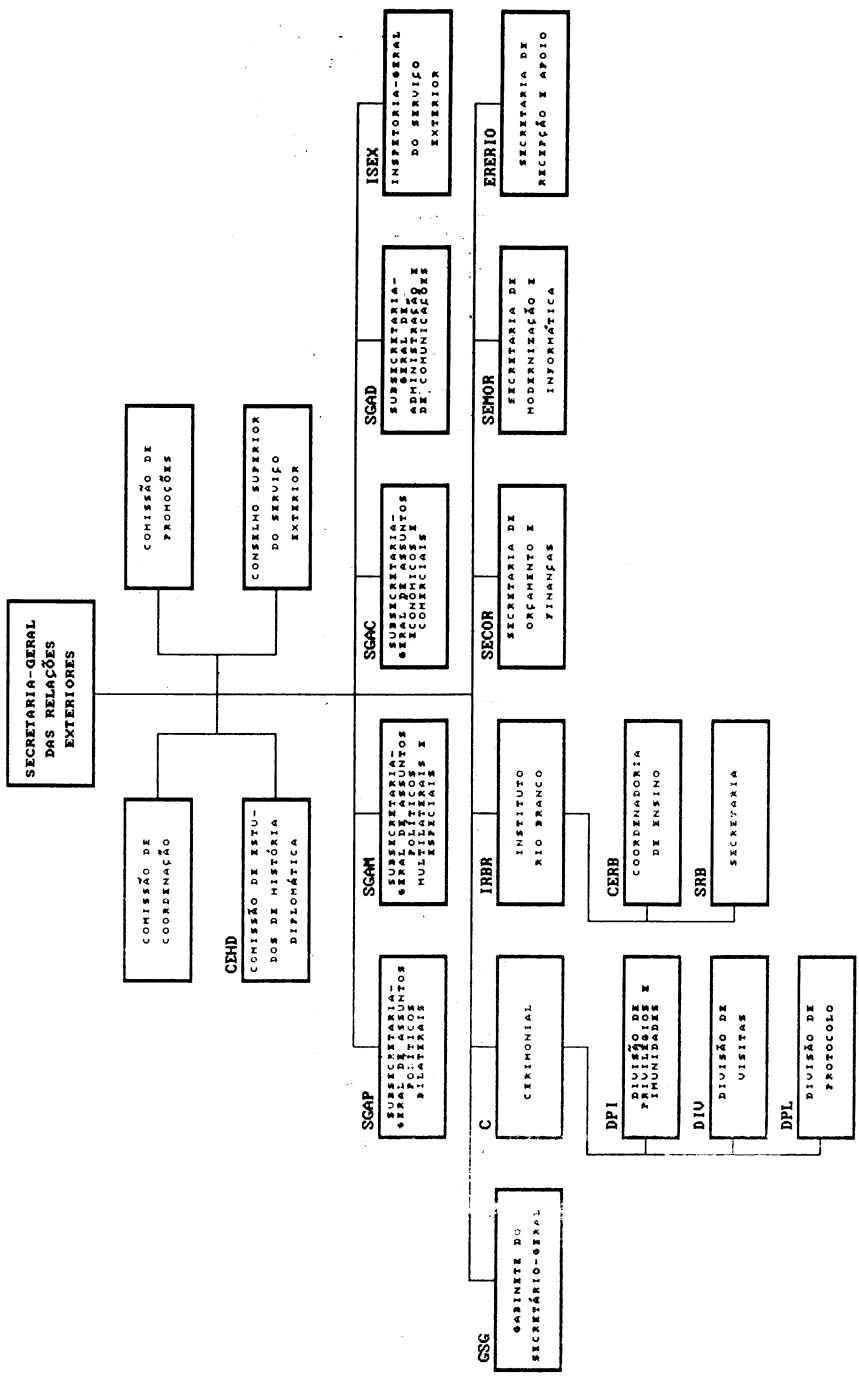 SECRETARIA-GERAL
DAS RELAÇÕES
EXTERIORES
COMISSÃO DE
COORDENAÇÃO
COMISSÃO DE
PROMOÇÕES
CEHD
COMISSÃO DE ESTU-
DOS DE HISTÓRIA
DIPLOMÁTICA
CONSELHO SUPERIOR
DO SERVIÇO
EXTERIOR
SGAP
SUBSECRETARIA-
GERAL DE ASSUNTOS
POLÍTICOS
BILATERAIS
SGAM
SUBSECRETARIA-
GERAL DE ASSUNTOS
POLÍTICOS
MULTILATERAIS E
ESPECIAIS
SGAC
SUBSECRETARIA-
GERAL DE ASSUNTOS
ECONÔMICOS E
COMERCIAIS
SGAD
SUBSECRETARIA-
GERAL DE
ADMINISTRAÇÃO E
DE COMUNICAÇÕES
ISEX
INSPETORIA-GERAL
DO SERVIÇO
EXTERIOR
GSG
GABINETE DO
SECRETÁRIO-GERAL
C
CERIMONIAL
IRBR
INSTITUTO
RIO BRANCO
SECOR
SECRETARIA DE
ORÇAMENTO E
FINANÇAS
SEMOR
SECRETARIA DE
MODERNIZAÇÃO E
INFORMÁTICA
ERERIO
SECRETARIA DE
RECEPÇÃO E APOIO
DPI
DIVISÃO DE
PRIVILÉGIOS E
IMUNIDADES
DIV
DIVISÃO DE
VISITAS
DPL
DIVISÃO DE
PROTOCOLO
CERB
COORDENADORIA
DE ENSINO
SRB
SECRETARIA